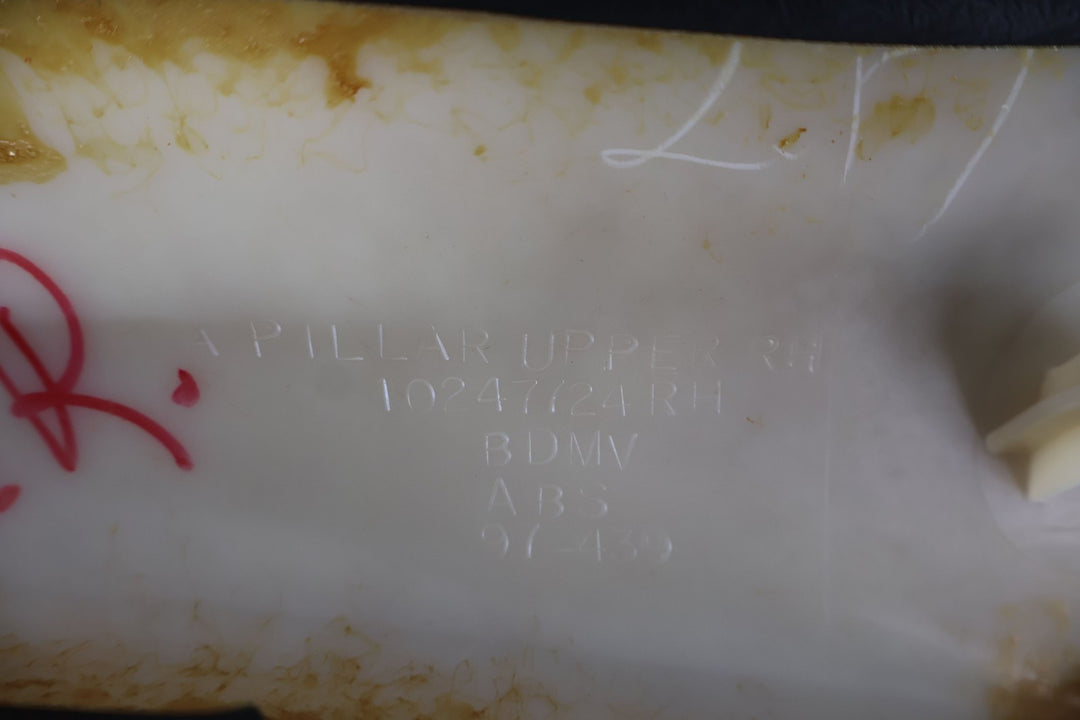 A PILLAR UPPER RH
10247724 RH
BDMV
ABS
97-439
R.